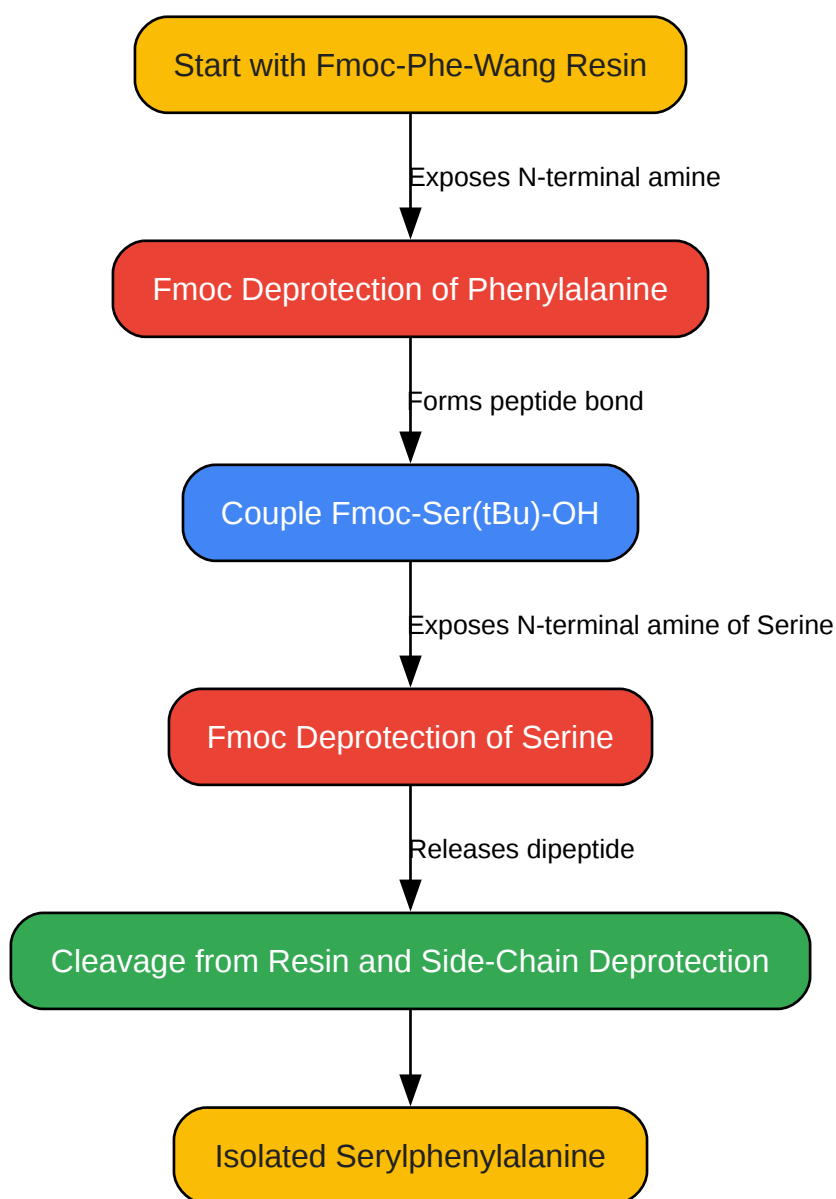 Start with Fmoc-Phe-Wang Resin
Exposes N-terminal amine
Fmoc Deprotection of Phenylalanine
Forms peptide bond
Couple Fmoc-Ser(tBu)-OH
Exposes N-terminal amine of Serine
Fmoc Deprotection of Serine
Releases dipeptide
Cleavage from Resin and Side-Chain Deprotection
Isolated Serylphenylalanine